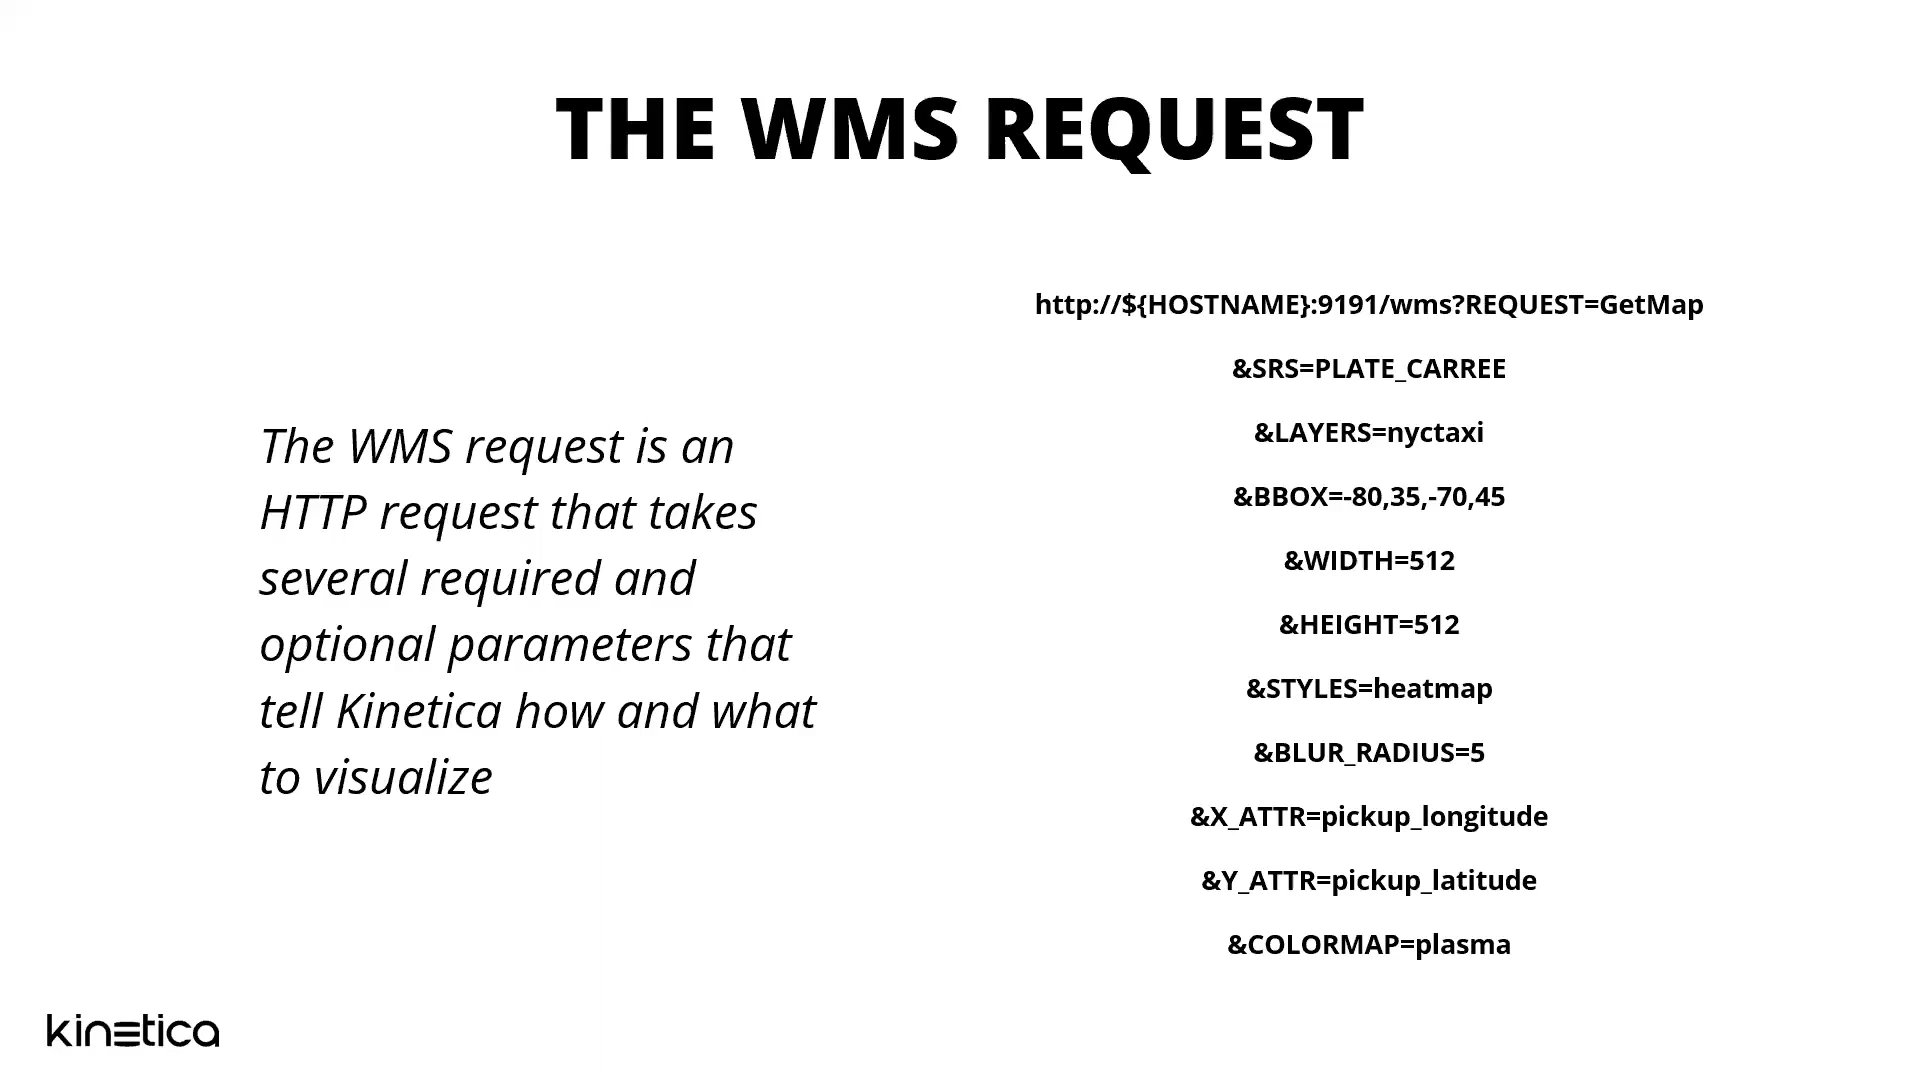 THE WMS REQUEST
The WMS request is an
HTTP request that takes
several required and
optional parameters that
tell Kinetica how and what
to visualize
http://${HOSTNAME}:9191/wms?REQUEST=GetMap
&SRS=PLATE_CARREE
&LAYERS=nyctaxi
&BBOX=-80,35,-70,45
&WIDTH=512
&HEIGHT=512
&STYLES=heatmap
&BLUR_RADIUS=5
&X_ATTR=pickup_longitude
&Y_ATTR=pickup_latitude
&COLORMAP=plasma
kinetica